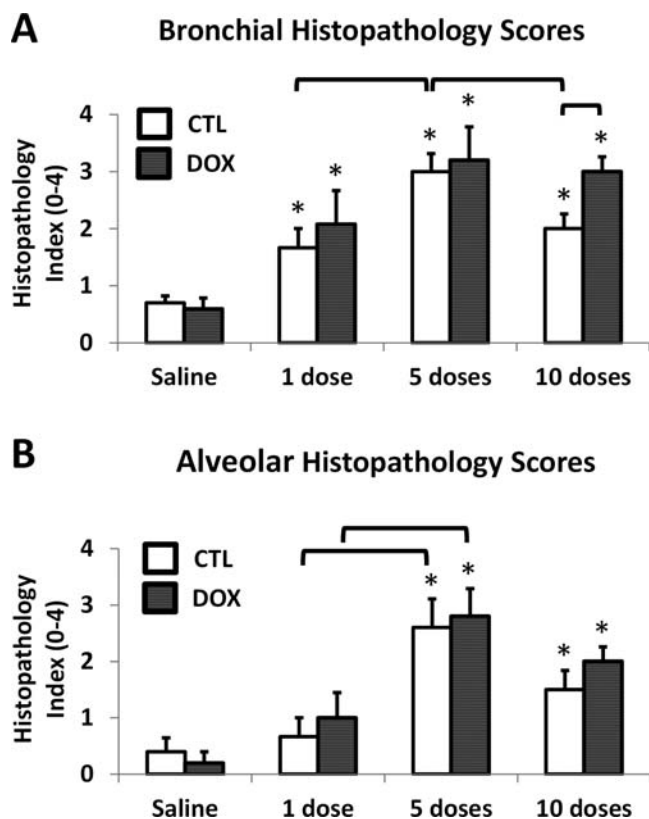 A
Bronchial Histopathology Scores
Histopathology
Index (0-4)
4
3
2
1
0
CTL
DOX
* * * * * *
Saline 1 dose 5 doses 10 doses
B
Alveolar Histopathology Scores
Histopathology
Index (0-4)
4
3
2
1
0
CTL
DOX
* * * *
Saline 1 dose 5 doses 10 doses